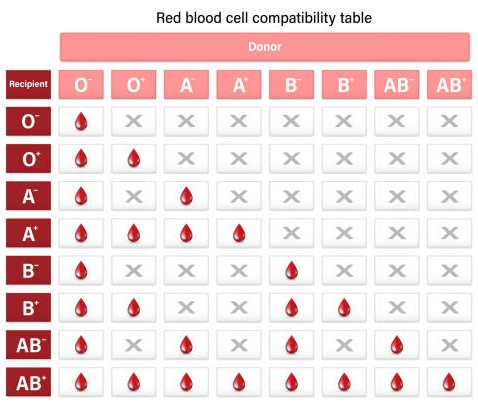 Red blood cell compatibility table
Donor
Recipient O⁻ O⁺ A⁻ A⁺ B⁻ B⁺ AB⁻ AB⁺
O⁻ X X X X X X X
O⁺ X X X X X X
A⁻ X X X X X X
A⁺ X X X X
B⁻ X X X X X X
B⁺ X X X X
AB⁻ X X X X
AB⁺